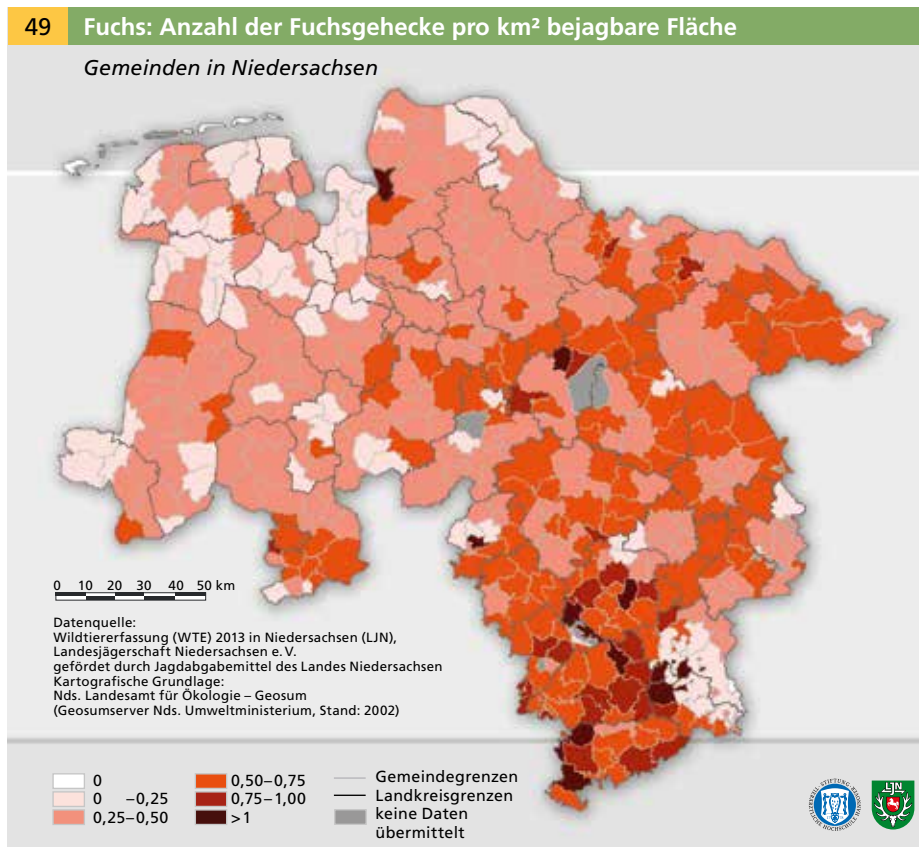 49 Fuchs: Anzahl der Fuchsgehecke pro km² bejagbare Fläche
Gemeinden in Niedersachsen
0 10 20 30 40 50 km
Datenquelle:
Wildtiererfassung (WTE) 2013 in Niedersachsen (LJN),
Landesjägerschaft Niedersachsen e. V.
gefördet durch Jagdabgabemittel des Landes Niedersachsen
Kartografische Grundlage:
Nds. Landesamt für Ökologie – Geosum
(Geosumserver Nds. Umweltministerium, Stand: 2002)
0
0 –0,25
0,25–0,50
0,50–0,75
0,75–1,00
>1
Gemeindegrenzen
Landkreisgrenzen
keine Daten
übermittelt
LJN